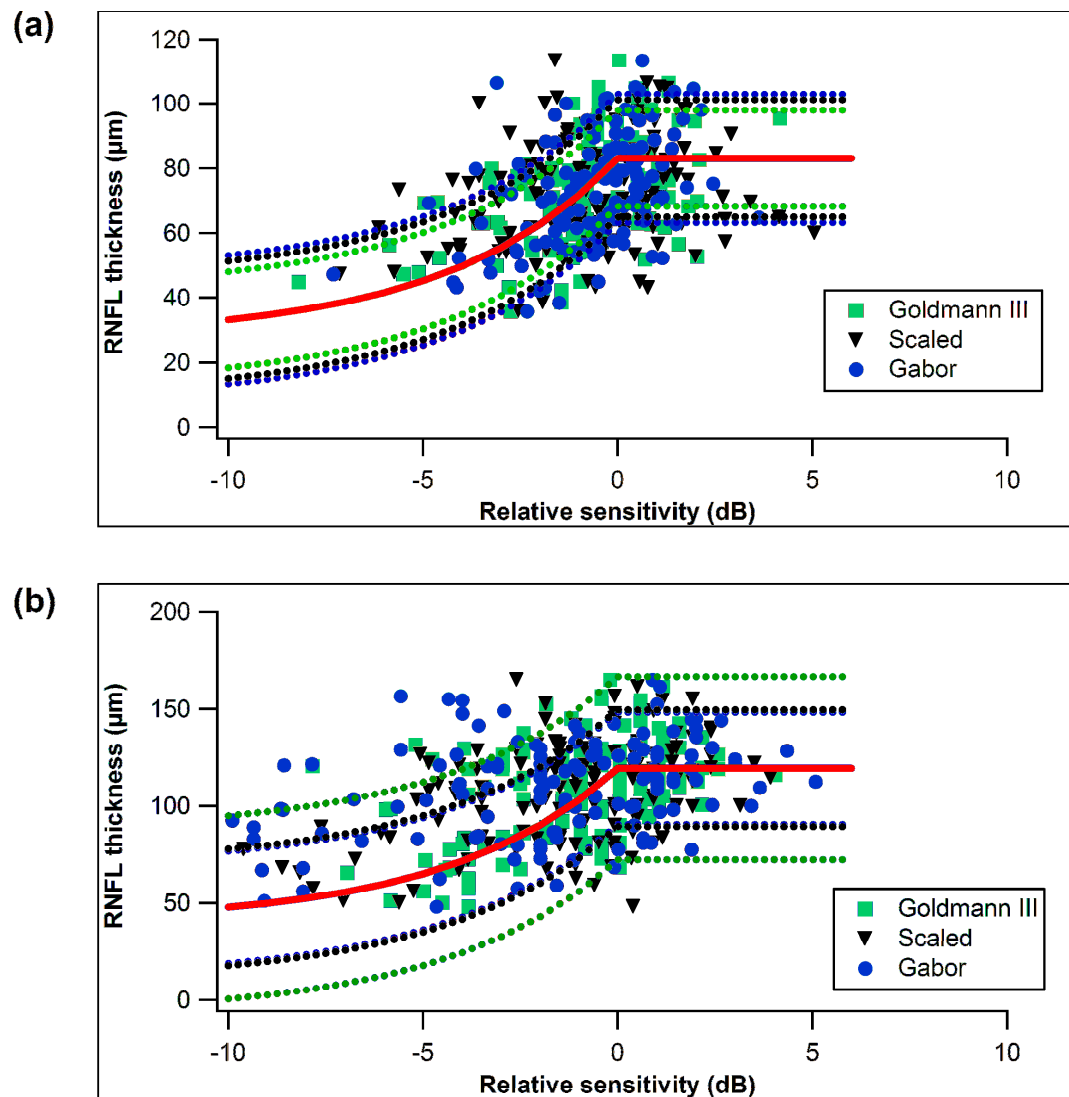 (a)
120
100
80
60
40
20
0
RNFL thickness (µm)
Goldmann III
Scaled
Gabor
-10 -5 0 5 10
Relative sensitivity (dB)
(b)
200
150
100
50
0
RNFL thickness (µm)
Goldmann III
Scaled
Gabor
-10 -5 0 5 10
Relative sensitivity (dB)